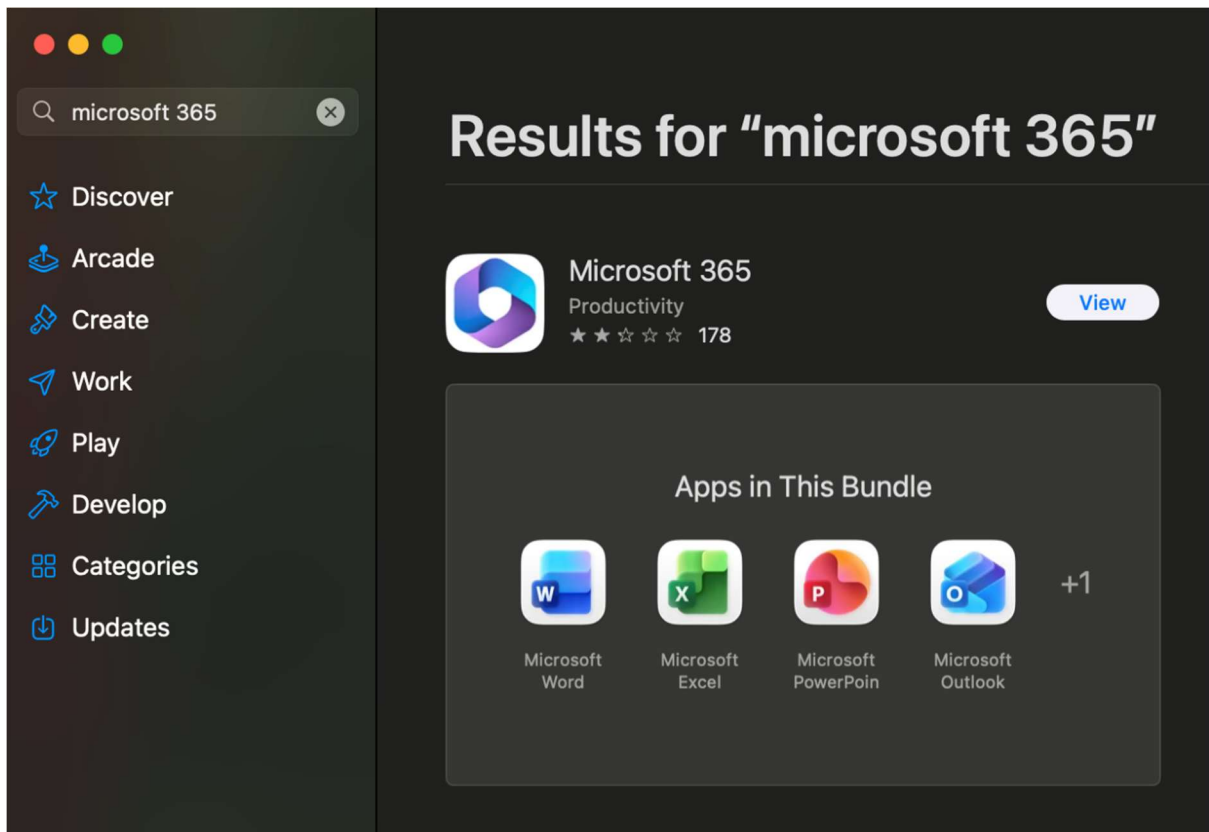 microsoft 365
Discover
Arcade
Create
Work
Play
Develop
Categories
Updates
Results for “microsoft 365”
Microsoft 365
Productivity
178
View
Apps in This Bundle
W
X
P
O
+1
Microsoft
Word
Microsoft
Excel
Microsoft
PowerPoin
Microsoft
Outlook